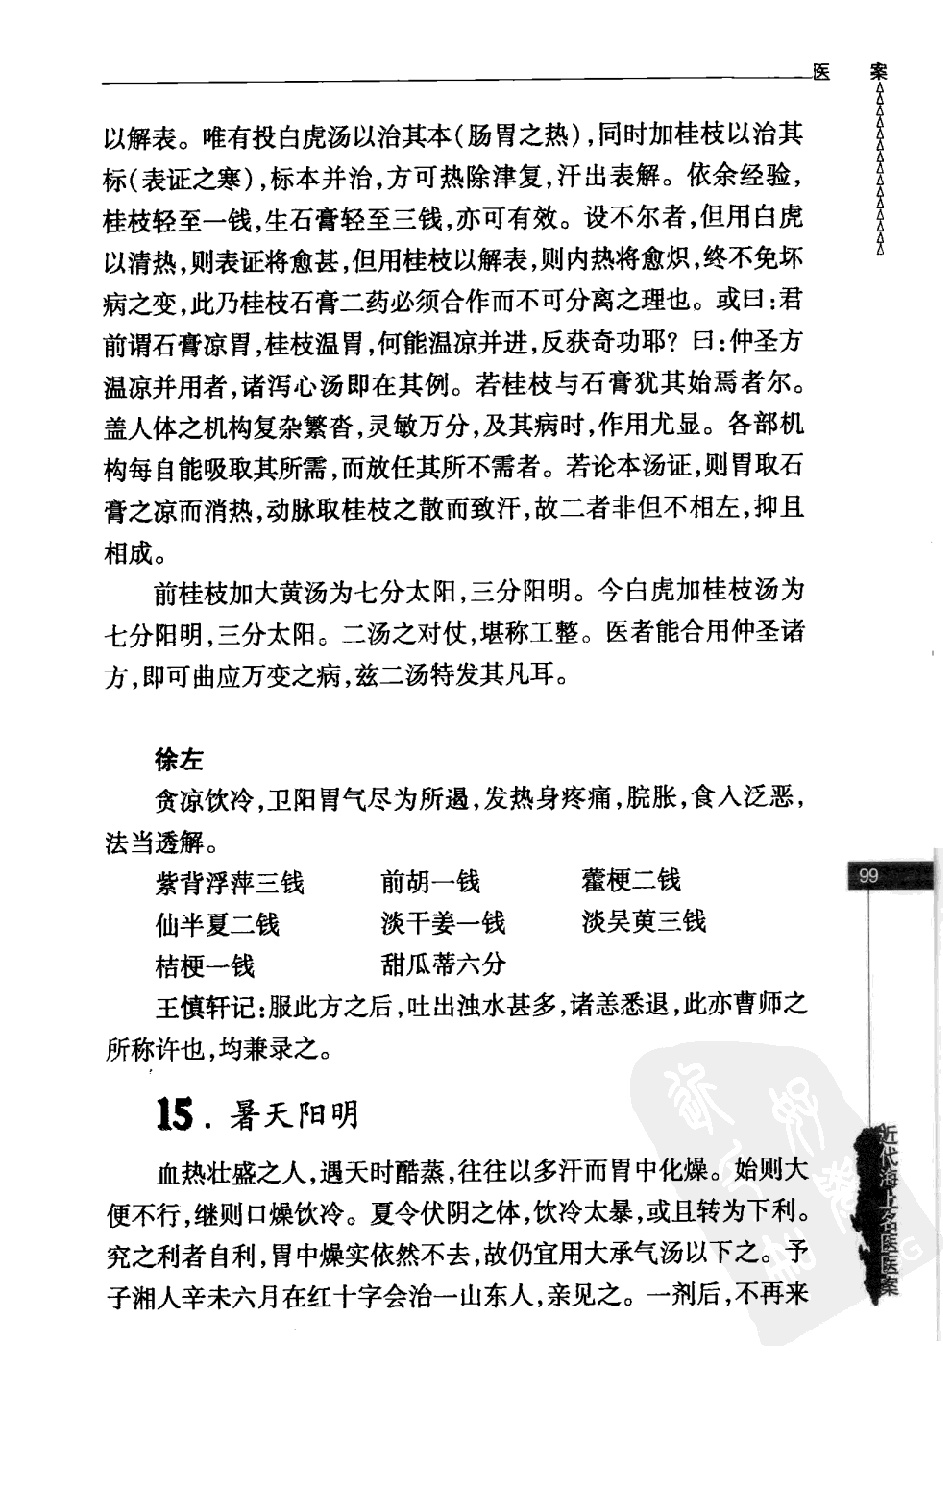 医 案
以解表。唯有投白虎汤以治其本(肠胃之热),同时加桂枝以治其
标(表证之寒),标本并治,方可热除津复,汗出表解。依余经验,
桂枝轻至一钱,生石膏轻至三钱,亦可有效。设不尔者,但用白虎
以清热,则表证将愈甚,但用桂枝以解表,则内热将愈炽,终不免坏
病之变,此乃桂枝石膏二药必须合作而不可分离之理也。或曰:君
前谓石膏凉胃,桂枝温胃,何能温凉并进,反获奇功耶?曰:仲圣方
温凉并用者,诸泻心汤即在其例。若桂枝与石膏犹其始焉者尔。
盖人体之机构复杂繁沓,灵敏万分,及其病时,作用尤显。各部机
构每自能吸取其所需,而放任其所不需者。若论本汤证,则胃取石
膏之凉而消热,动脉取桂枝之散而致汗,故二者非但不相左,抑且
相成。
前桂枝加大黄汤为七分太阳,三分阳明。今白虎加桂枝汤为
七分阳明,三分太阳。二汤之对仗,堪称工整。医者能合用仲圣诸
方,即可曲应万变之病,兹二汤特发其凡耳。
徐左
贪凉饮冷,卫阳胃气尽为所遏,发热身疼痛,脘胀,食入泛恶,
法当透解。
紫背浮萍三钱 前胡一钱 藿梗二钱
仙半夏二钱 淡干姜一钱 淡吴萸三钱
桔梗一钱 甜瓜蒂六分
王慎轩记:服此方之后,吐出浊水甚多,诸恙悉退,此亦曹师之
所称许也,均兼录之。
15. 暑天阳明
血热壮盛之人,遇天时酷蒸,往往以多汗而胃中化燥。始则大
便不行,继则口燥饮冷。夏令伏阴之体,饮冷太暴,或且转为下利。
究之利者自利,胃中燥实依然不去,故仍宜用大承气汤以下之。予
子湘人辛未六月在红十字会治一山东人,亲见之。一剂后,不再来
99
近代海上名医医案